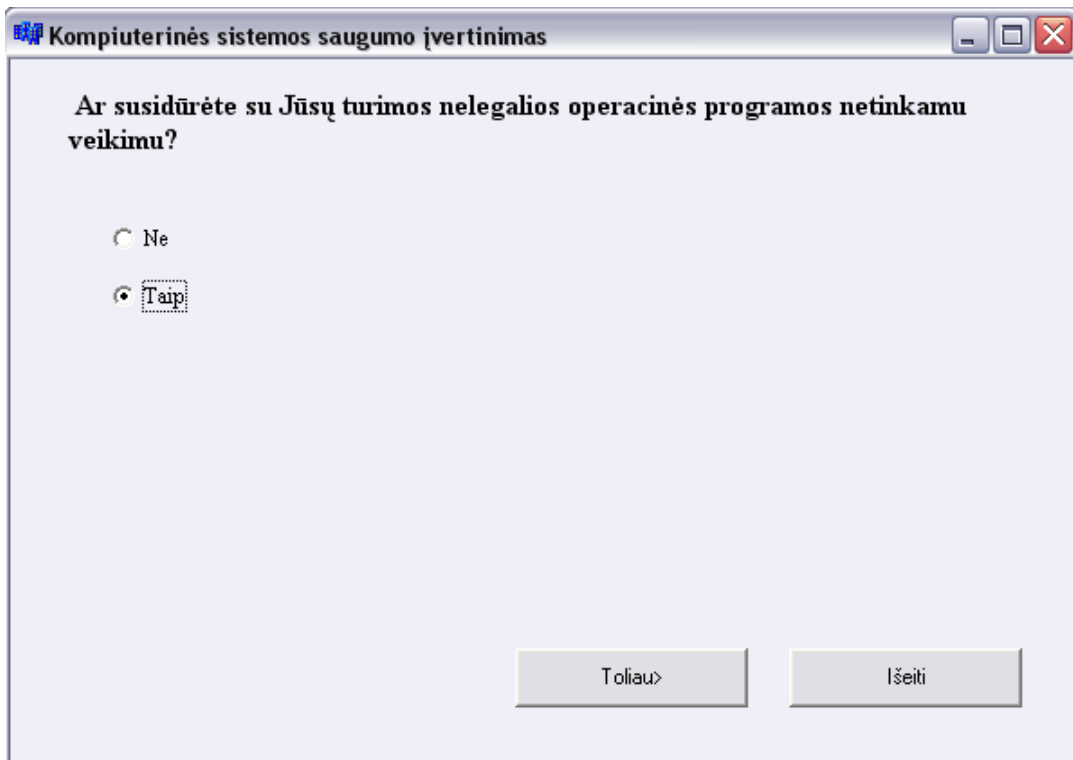 Kompiuterinės sistemos saugumo įvertinimas
Ar susidūrėte su Jūsų turimos nelegalios operacinės programos netinkamu
veikimu?
Ne
Taip
Toliau> Išeiti